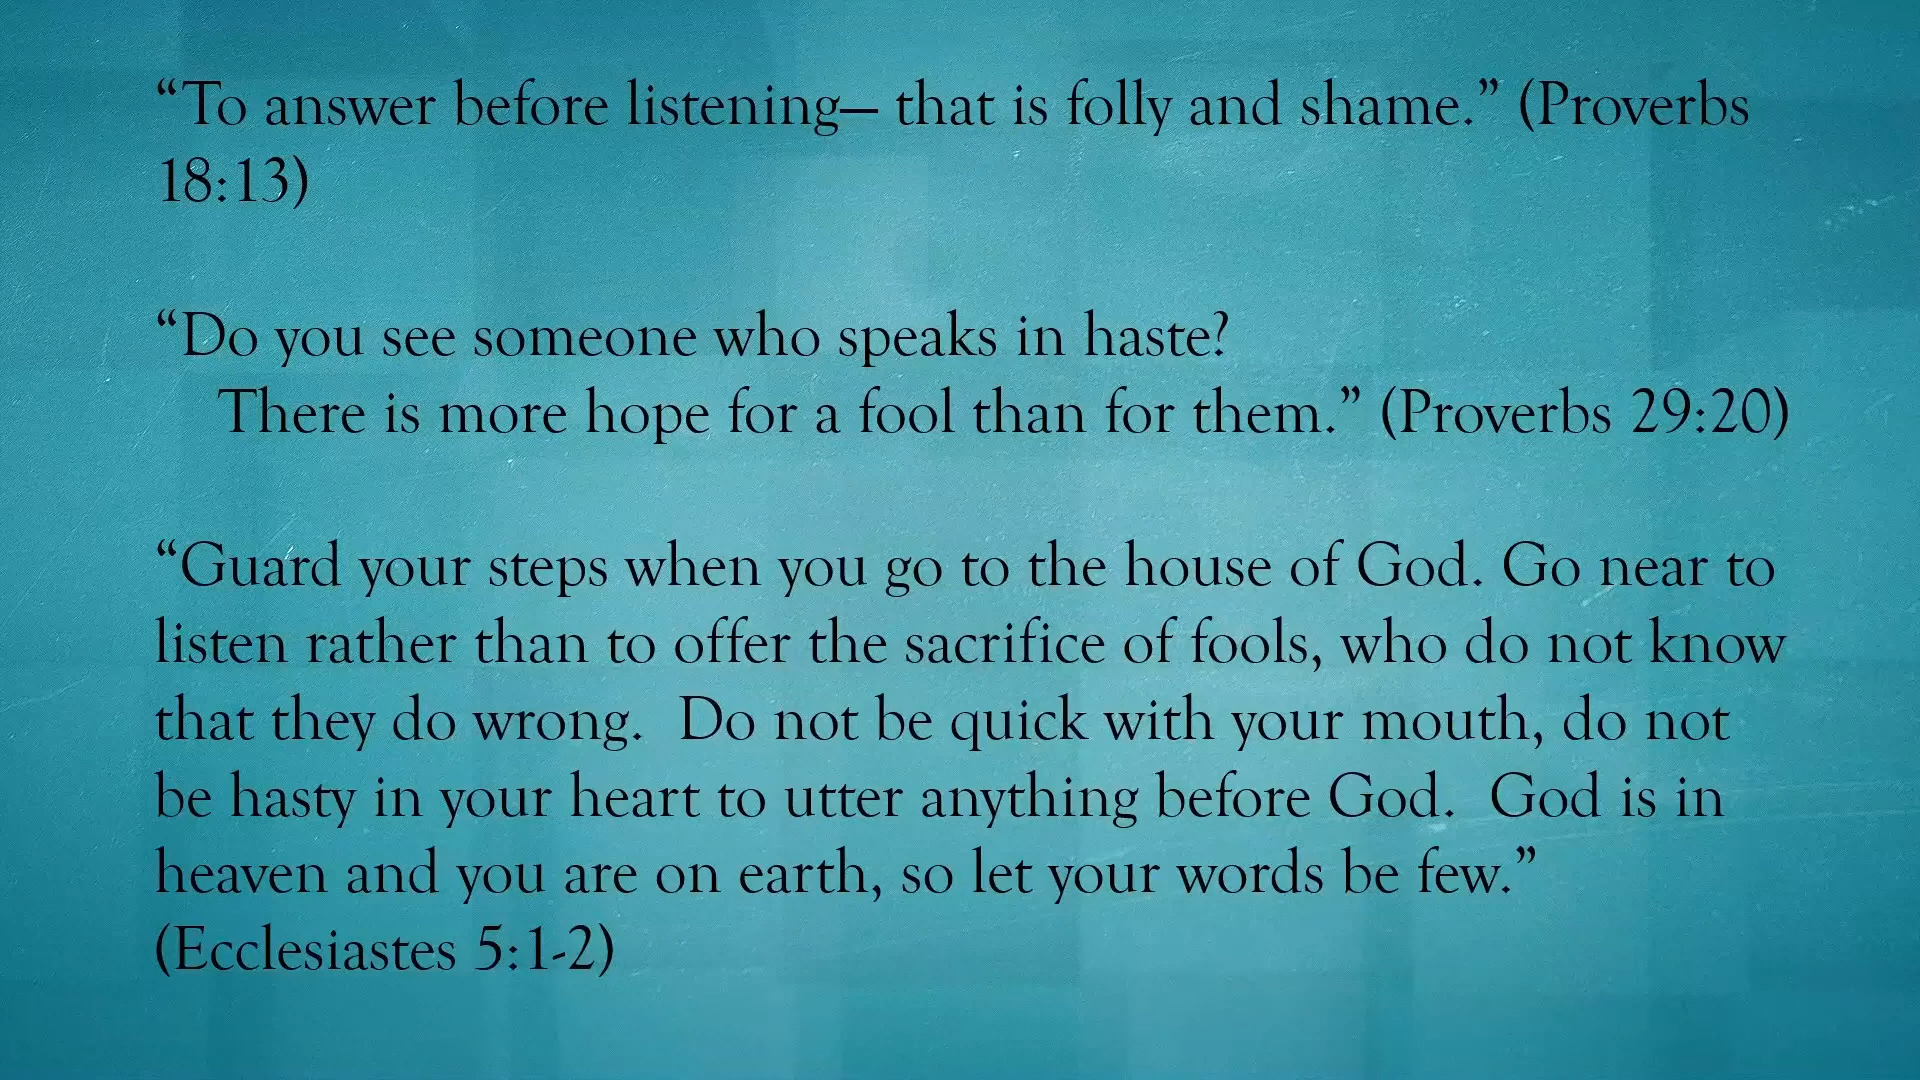 “To answer before listening— that is folly and shame.” (Proverbs
18:13)
“Do you see someone who speaks in haste?
There is more hope for a fool than for them.” (Proverbs 29:20)
“Guard your steps when you go to the house of God. Go near to
listen rather than to offer the sacrifice of fools, who do not know
that they do wrong.  Do not be quick with your mouth, do not
be hasty in your heart to utter anything before God.  God is in
heaven and you are on earth, so let your words be few.”
(Ecclesiastes 5:1-2)